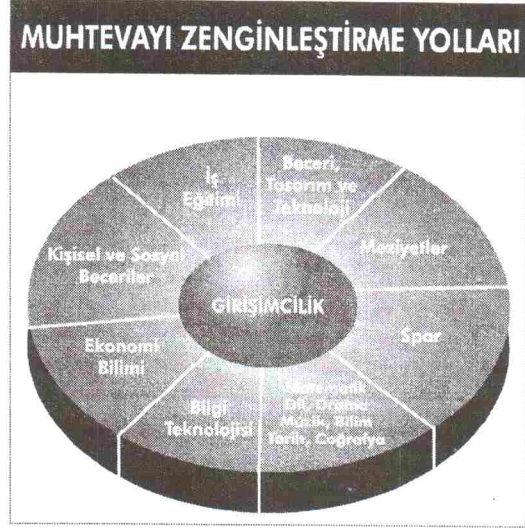 MUHTEVAYI ZENGİNLEŞTİRME YOLLARI
İş
Eğitimi
Beceri,
Tasarım ve
Teknoloji
Meziyetler
Spor
Matematik
Dil, Drama
Müzik, Bilim
Tarih, Coğrafya
Bilgi
Teknolojisi
Ekonomi
Bilimi
Kişisel ve Sosyal
Beceriler
GİRİŞİMCİLİK